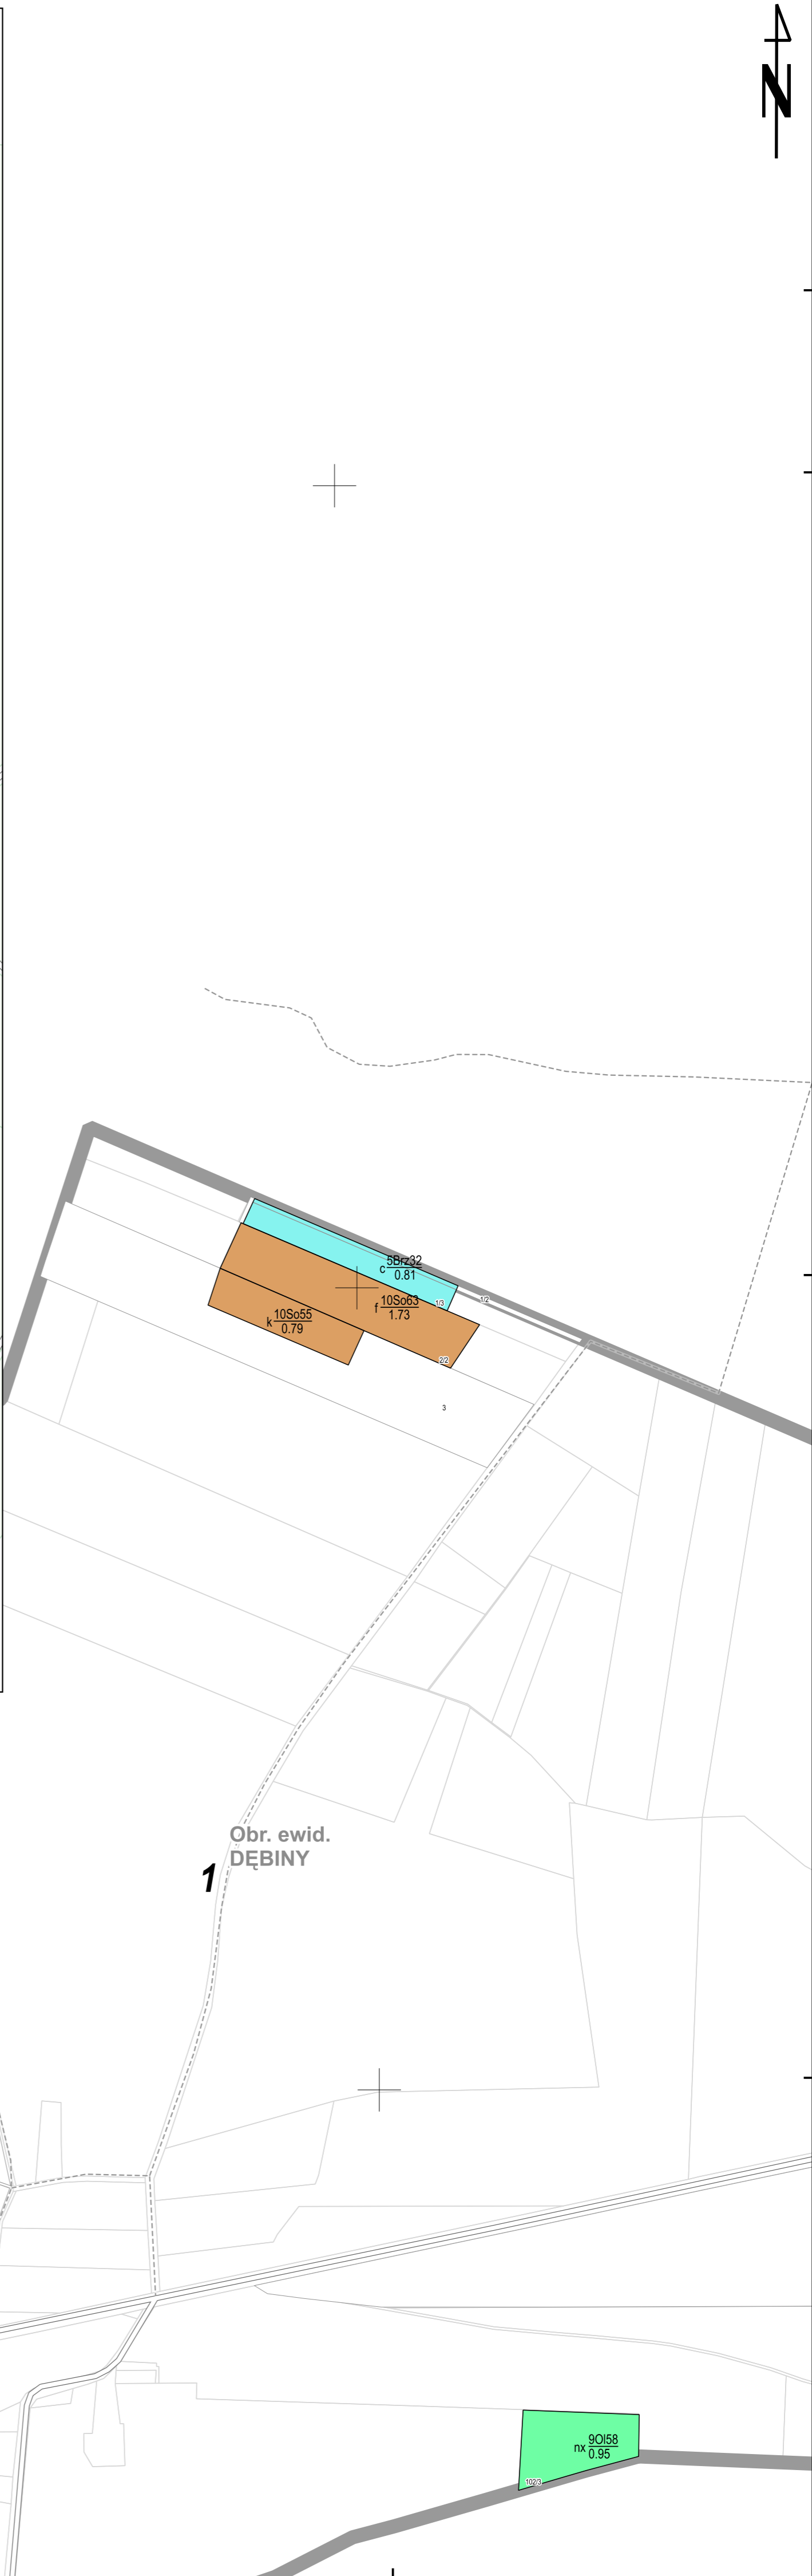 N
c 5Brz32
0.81
1/3
1/2
f 10So63
1.73
k 10So55
0.79
2/2
3
Obr. ewid.
DĘBINY
1
nx 9Ol58
0.95
102/3